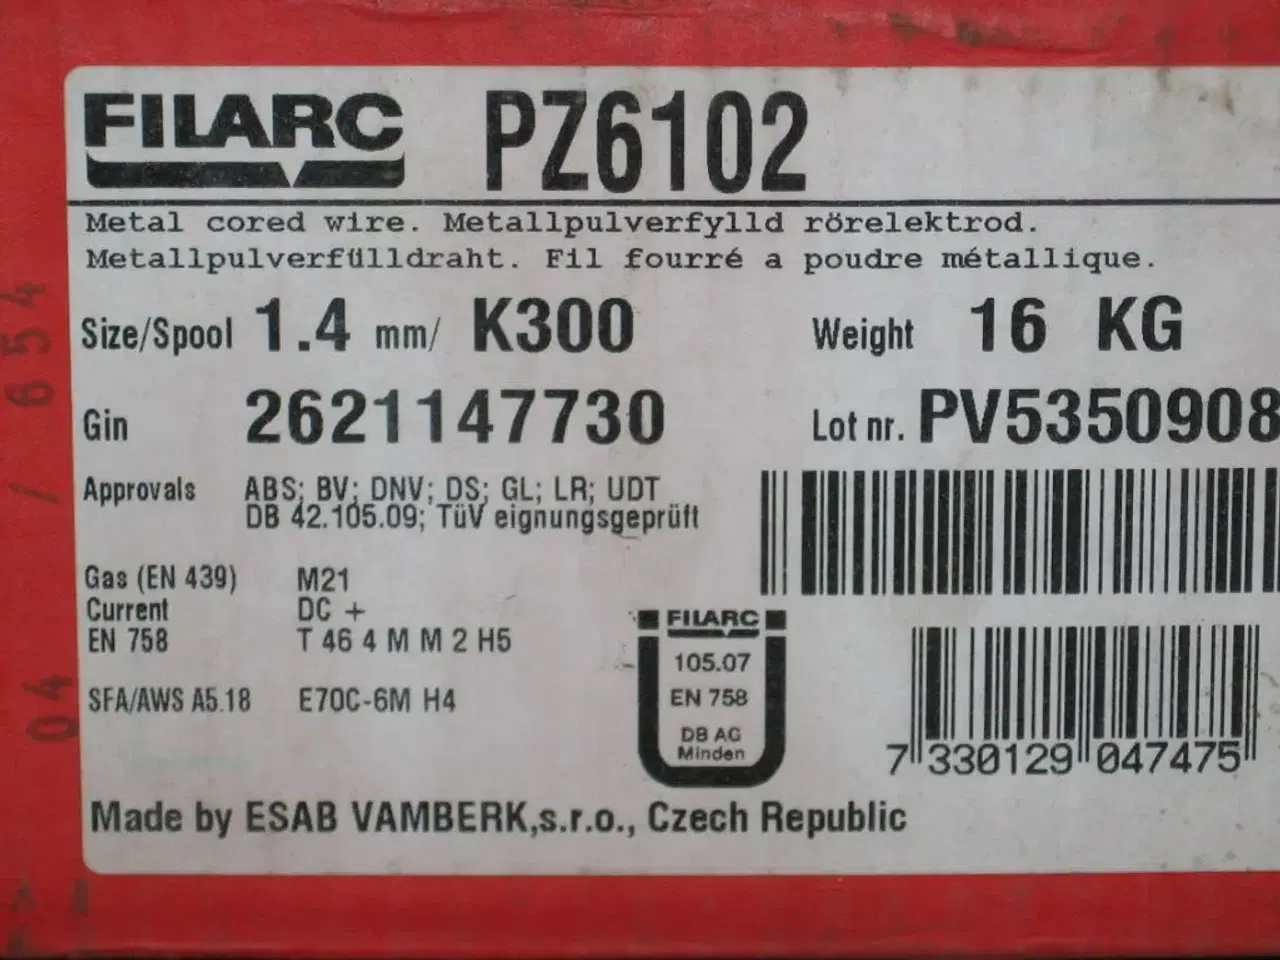 FILARC PZ6102
Metal cored wire. Metallpulverfylld rörelektrod.
Metallpulverfülldraht. Fil fourré a poudre métallique.
Size/Spool 1.4 mm/ K300 Weight 16 KG
Gin 2621147730 Lot nr. PV5350908
Approvals ABS; BV; DNV; DS; GL; LR; UDT
DB 42.105.09; TüV eignungsgeprüft
Gas (EN 439) M21
Current DC +
EN 758 T 46 4 M M 2 H5
SFA/AWS A5.18 E70C-6M H4
FILARC
105.07
EN 758
DB AG
Minden
7 330129 047475
Made by ESAB VAMBERK,s.r.o., Czech Republic
04 / 654